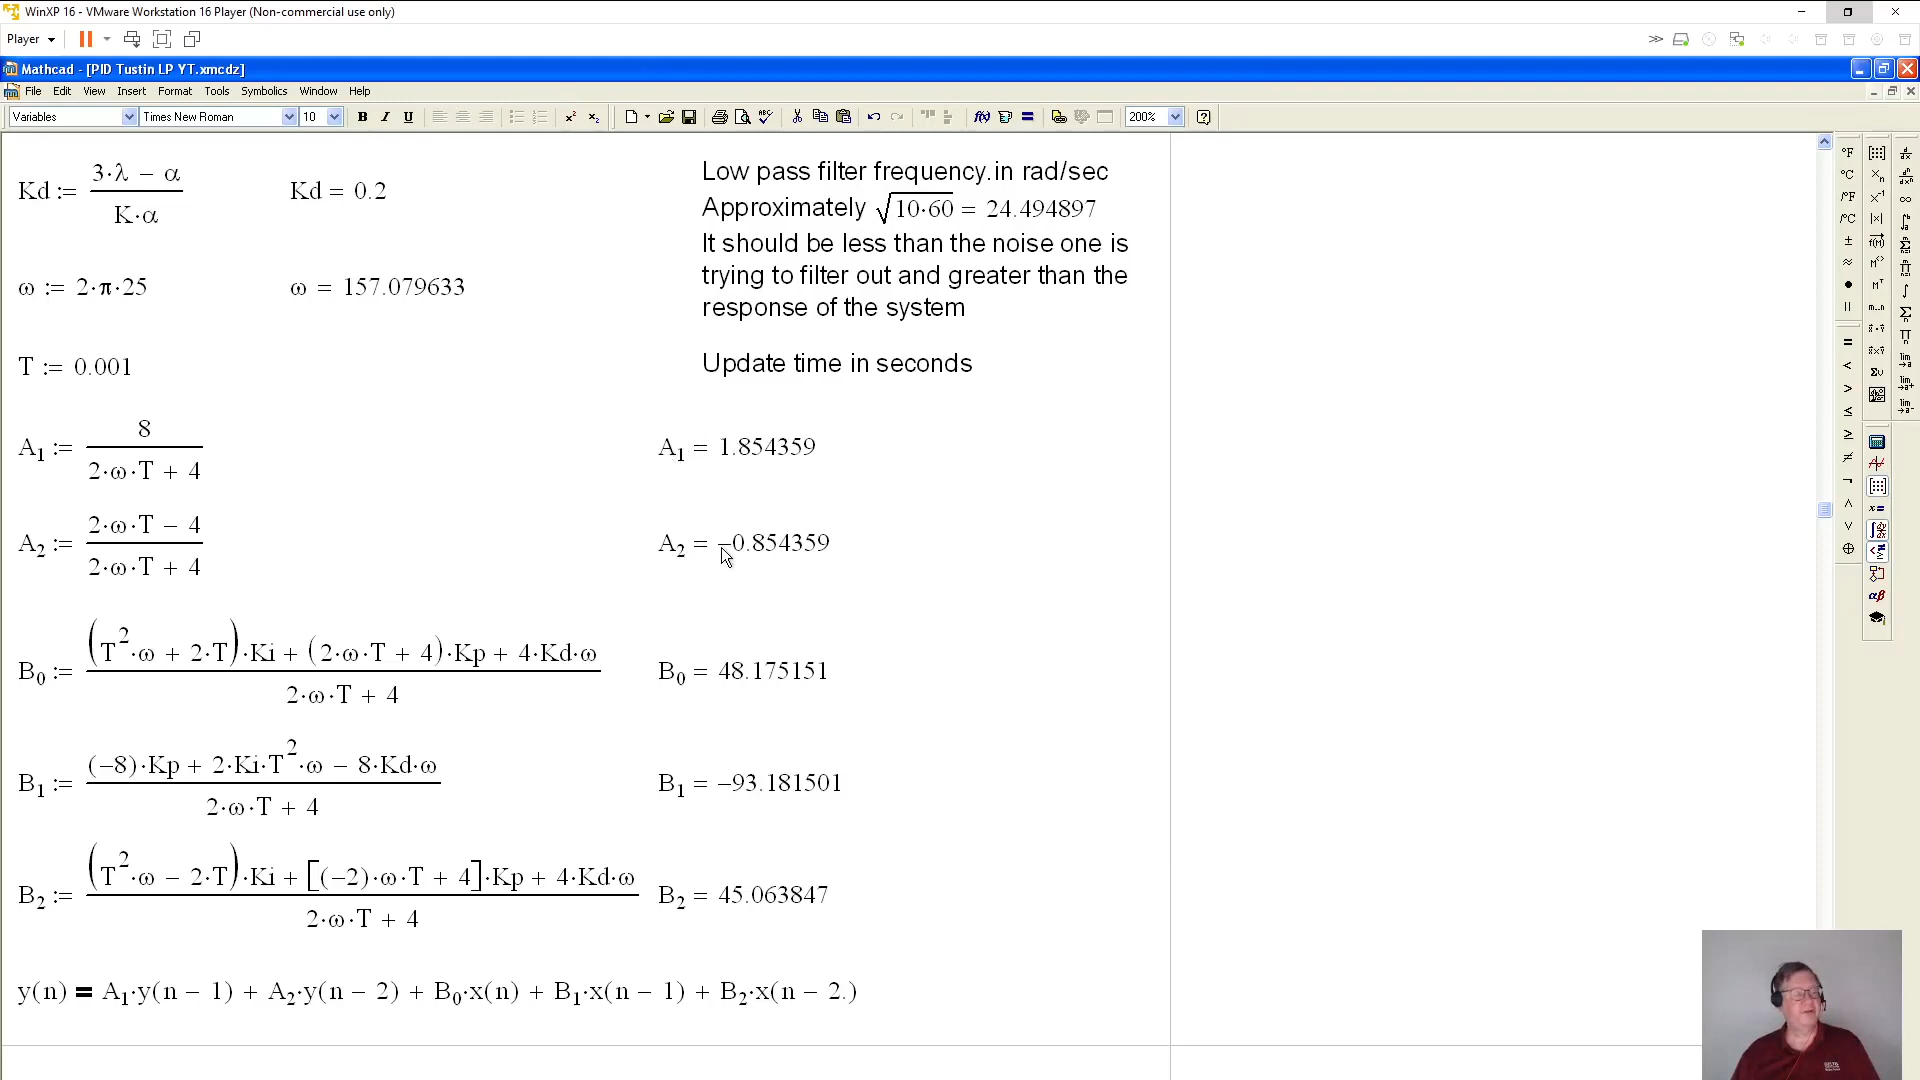 WinXP 16 - VMware Workstation 16 Player (Non-commercial use only)
Player
Mathcad - [PID Tustin LP YT.xmcdz]
File Edit View Insert Format Tools Symbolics Window Help
Variables Times New Roman 10 B I U 200%
Kd := (3·λ − α)/(K·α) Kd = 0.2
Low pass filter frequency.in rad/sec
Approximately √(10·60) = 24.494897
It should be less than the noise one is
trying to filter out and greater than the
response of the system
ω := 2·π·25 ω = 157.079633
T := 0.001 Update time in seconds
A₁ := 8/(2·ω·T + 4) A₁ = 1.854359
A₂ := (2·ω·T − 4)/(2·ω·T + 4) A₂ = −0.854359
B₀ := ((T²·ω + 2·T)·Ki + (2·ω·T + 4)·Kp + 4·Kd·ω)/(2·ω·T + 4) B₀ = 48.175151
B₁ := ((−8)·Kp + 2·Ki·T²·ω − 8·Kd·ω)/(2·ω·T + 4) B₁ = −93.181501
B₂ := ((T²·ω − 2·T)·Ki + [(−2)·ω·T + 4]·Kp + 4·Kd·ω)/(2·ω·T + 4) B₂ = 45.063847
y(n) = A₁·y(n − 1) + A₂·y(n − 2) + B₀·x(n) + B₁·x(n − 1) + B₂·x(n − 2.)